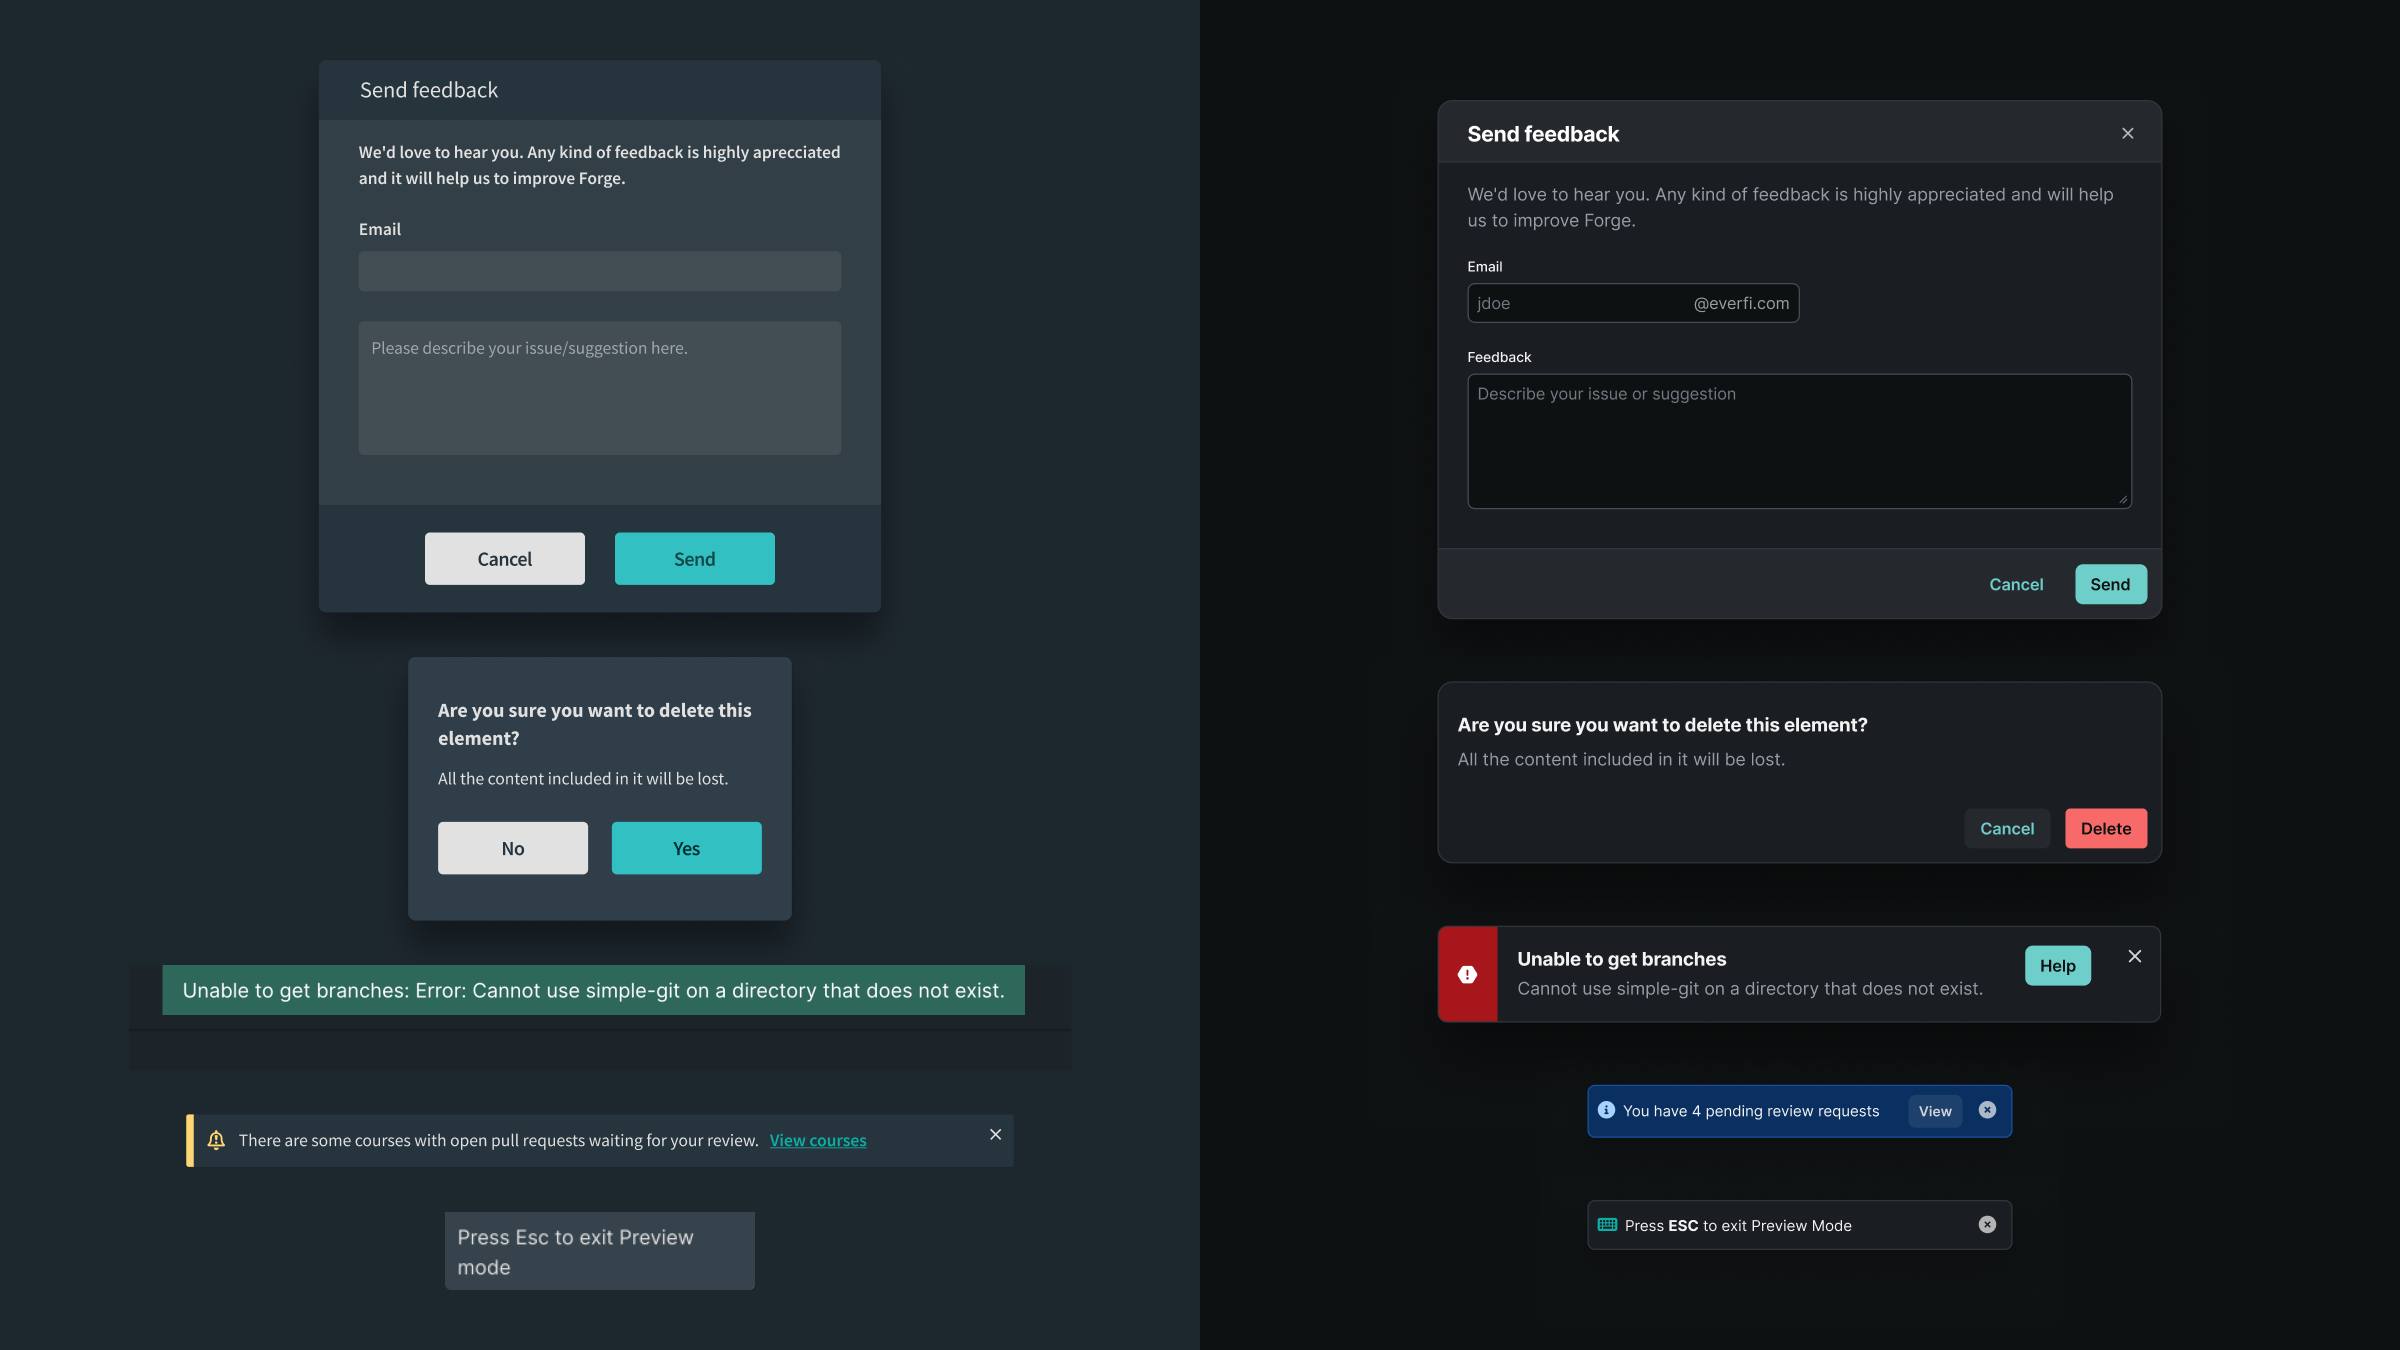 Send feedback
We'd love to hear you. Any kind of feedback is highly aprecciated
and it will help us to improve Forge.
Email
Please describe your issue/suggestion here.
Cancel
Send
Are you sure you want to delete this
element?
All the content included in it will be lost.
No
Yes
Unable to get branches: Error: Cannot use simple-git on a directory that does not exist.
There are some courses with open pull requests waiting for your review. View courses
Press Esc to exit Preview
mode
Send feedback
We'd love to hear you. Any kind of feedback is highly appreciated and will help
us to improve Forge.
Email
jdoe @everfi.com
Feedback
Describe your issue or suggestion
Cancel
Send
Are you sure you want to delete this element?
All the content included in it will be lost.
Cancel
Delete
Unable to get branches
Cannot use simple-git on a directory that does not exist.
Help
You have 4 pending review requests
View
Press ESC to exit Preview Mode